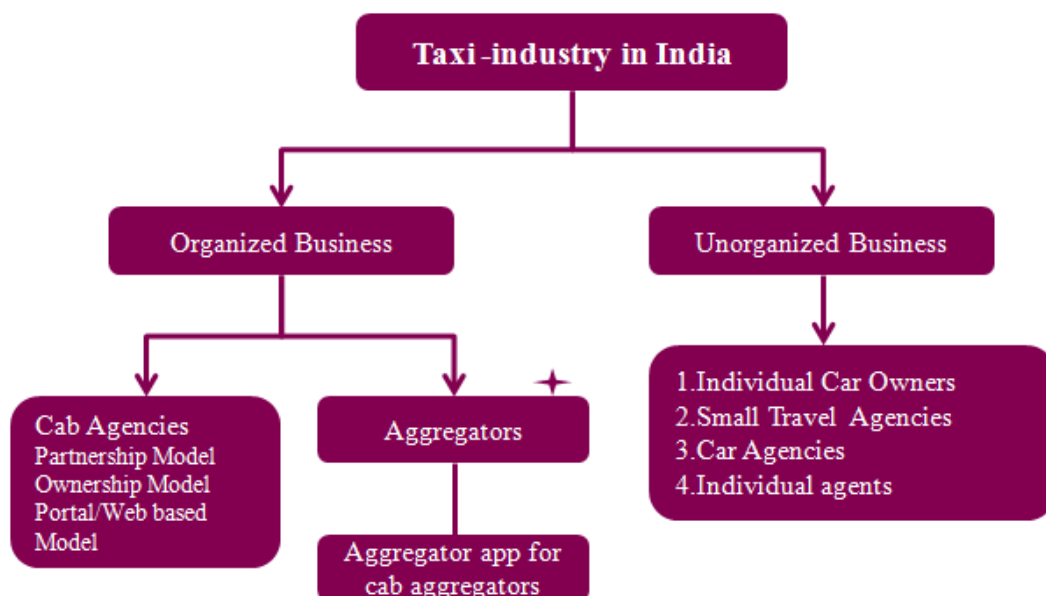 Taxi-industry in India
Organized Business
Unorganized Business
Cab Agencies
Partnership Model
Ownership Model
Portal/Web based
Model
Aggregators
Aggregator app for
cab aggregators
1.Individual Car Owners
2.Small Travel Agencies
3.Car Agencies
4.Individual agents